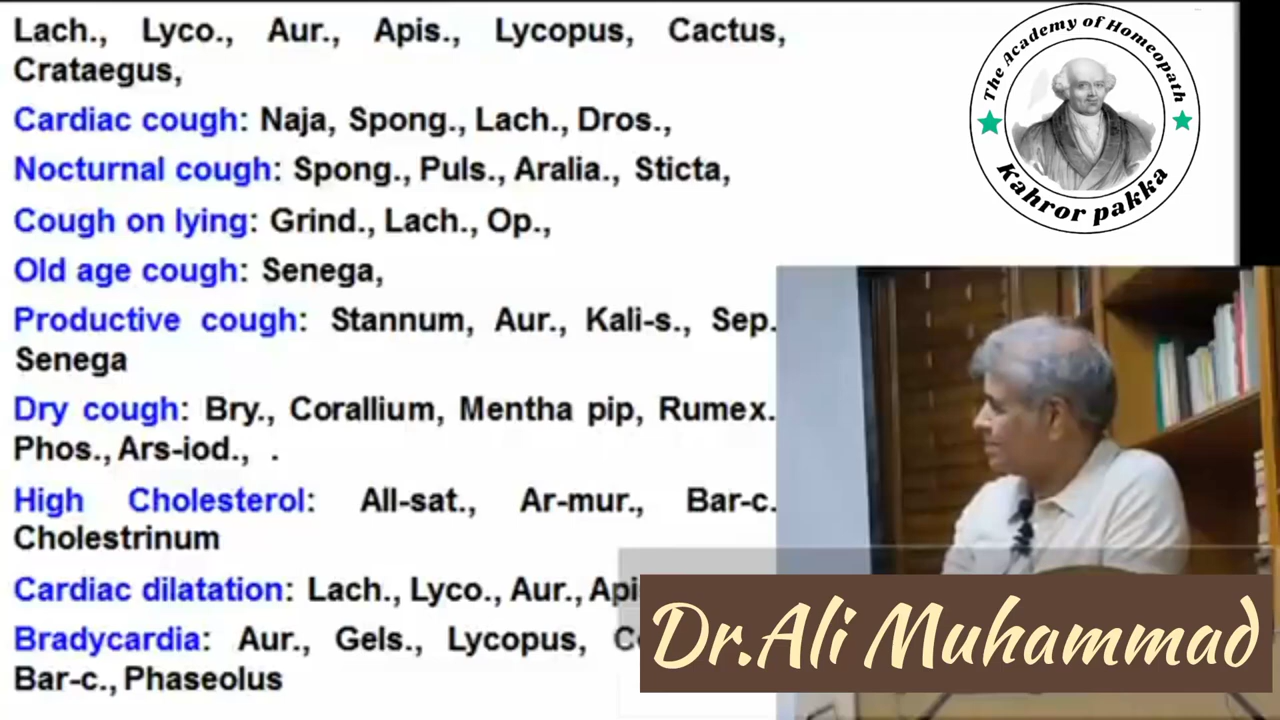 Lach., Lyco., Aur., Apis., Lycopus, Cactus,
Crataegus,
Cardiac cough: Naja, Spong., Lach., Dros.,
Nocturnal cough: Spong., Puls., Aralia., Sticta,
Cough on lying: Grind., Lach., Op.,
Old age cough: Senega,
Productive cough: Stannum, Aur., Kali-s., Sep.
Senega
Dry cough: Bry., Corallium, Mentha pip, Rumex.
Phos., Ars-iod., .
High Cholesterol: All-sat., Ar-mur., Bar-c.
Cholestrinum
Cardiac dilatation: Lach., Lyco., Aur.,
Bradycardia: Aur., Gels., Lycopus,
Bar-c., Phaseolus
The Academy of Homeopath
Kahror pakka
Dr.Ali Muhammad